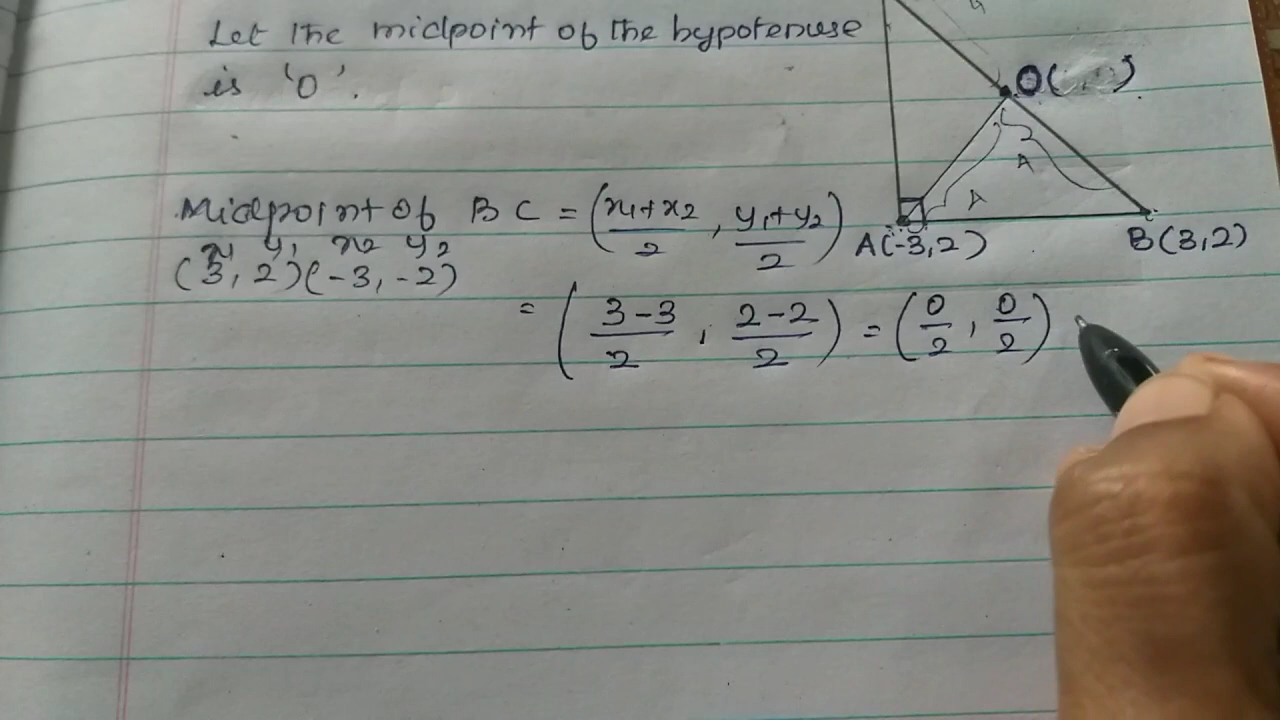 Let the midpoint of the hypotenuse
is 'O'.
O( )
Midpoint of BC = (x₁+x₂/2, y₁+y₂/2)
x₁ y₁ x₂ y₂
(3, 2)(-3, -2)
A(-3,2)
B(3,2)
= (3-3/2, 2-2/2) = (0/2, 0/2)